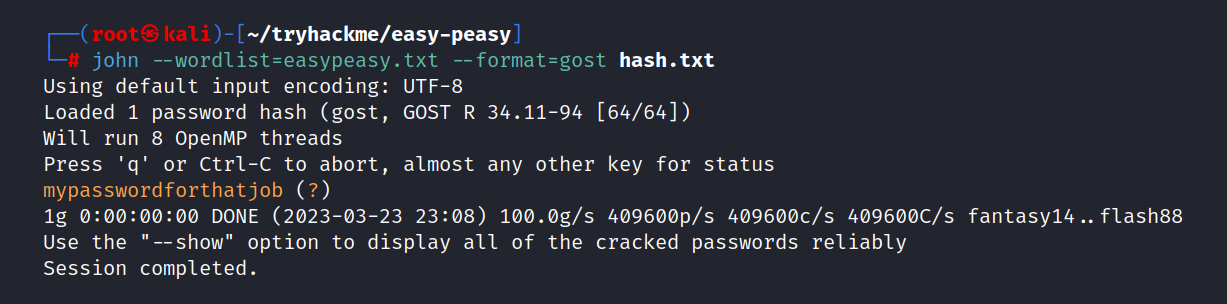 ┌──(root㉿kali)-[~/tryhackme/easy-peasy]
└─# john --wordlist=easypeasy.txt --format=gost hash.txt
Using default input encoding: UTF-8
Loaded 1 password hash (gost, GOST R 34.11-94 [64/64])
Will run 8 OpenMP threads
Press 'q' or Ctrl-C to abort, almost any other key for status
mypasswordforthatjob (?)
1g 0:00:00:00 DONE (2023-03-23 23:08) 100.0g/s 409600p/s 409600c/s 409600C/s fantasy14..flash88
Use the "--show" option to display all of the cracked passwords reliably
Session completed.